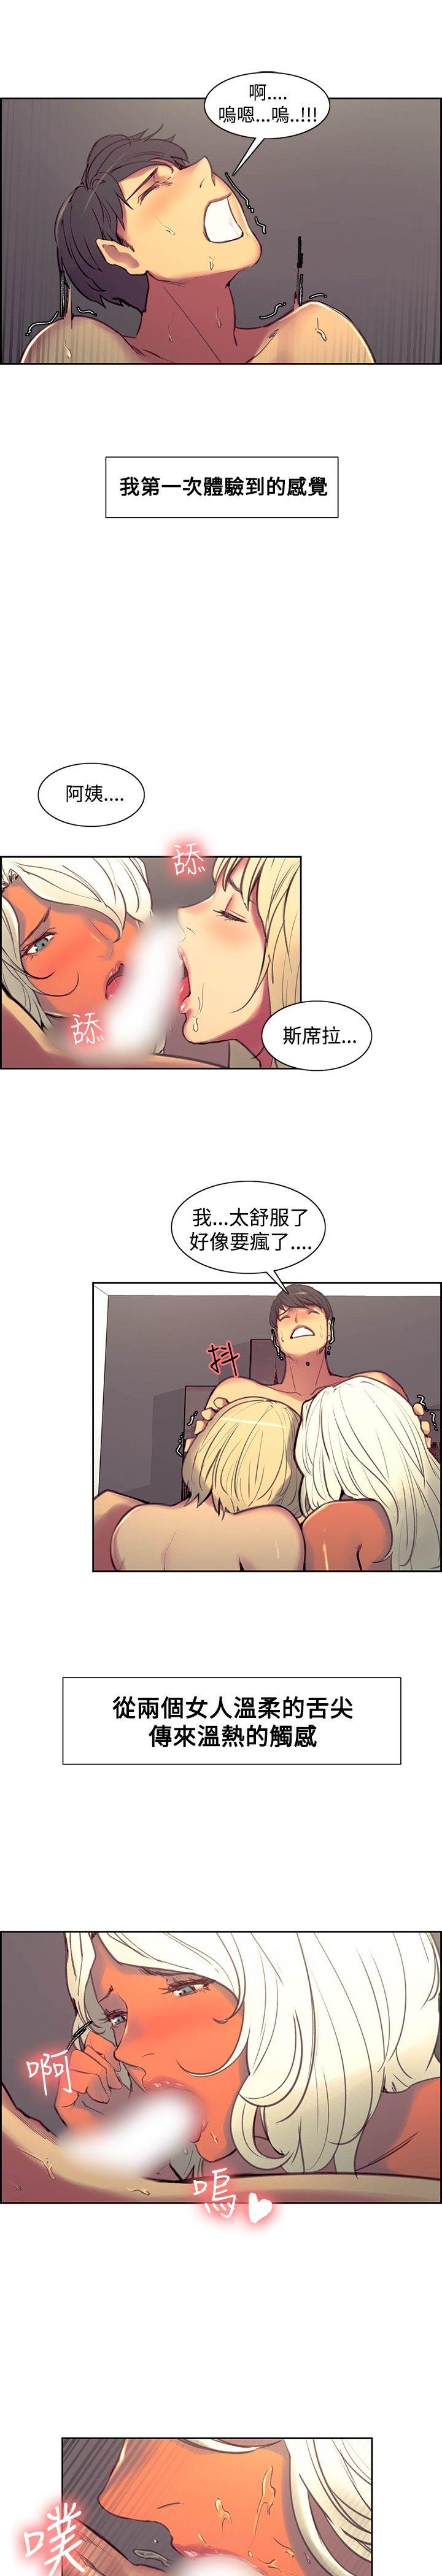 啊....
嗚嗯...嗚..!!!
我第一次體驗到的感覺
阿姨....
舔
舔
斯席拉...
我...太舒服了
好像要瘋了....
抖
從兩個女人溫柔的舌尖
傳來溫熱的觸感
啊
嗚
噗